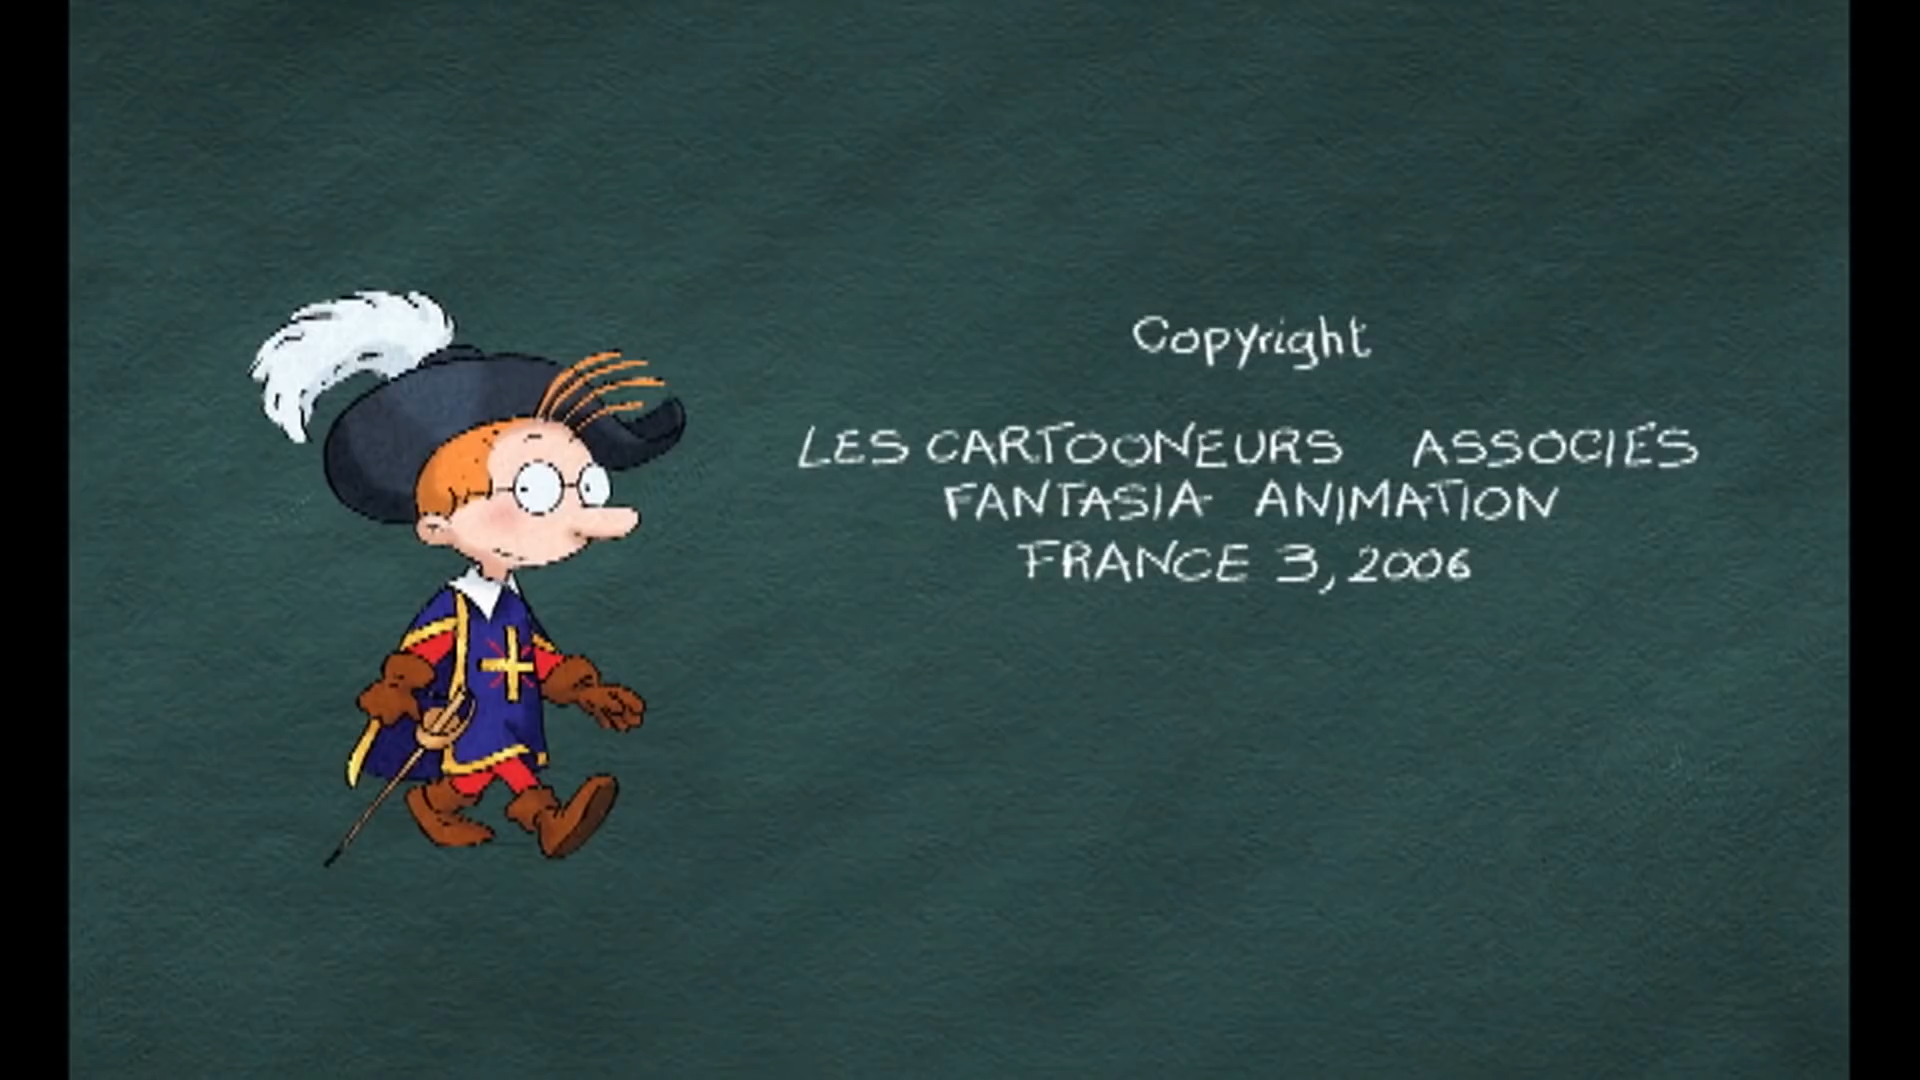 Copyright
LES CARTOONEURS ASSOCIES
FANTASIA ANIMATION
FRANCE 3, 2006